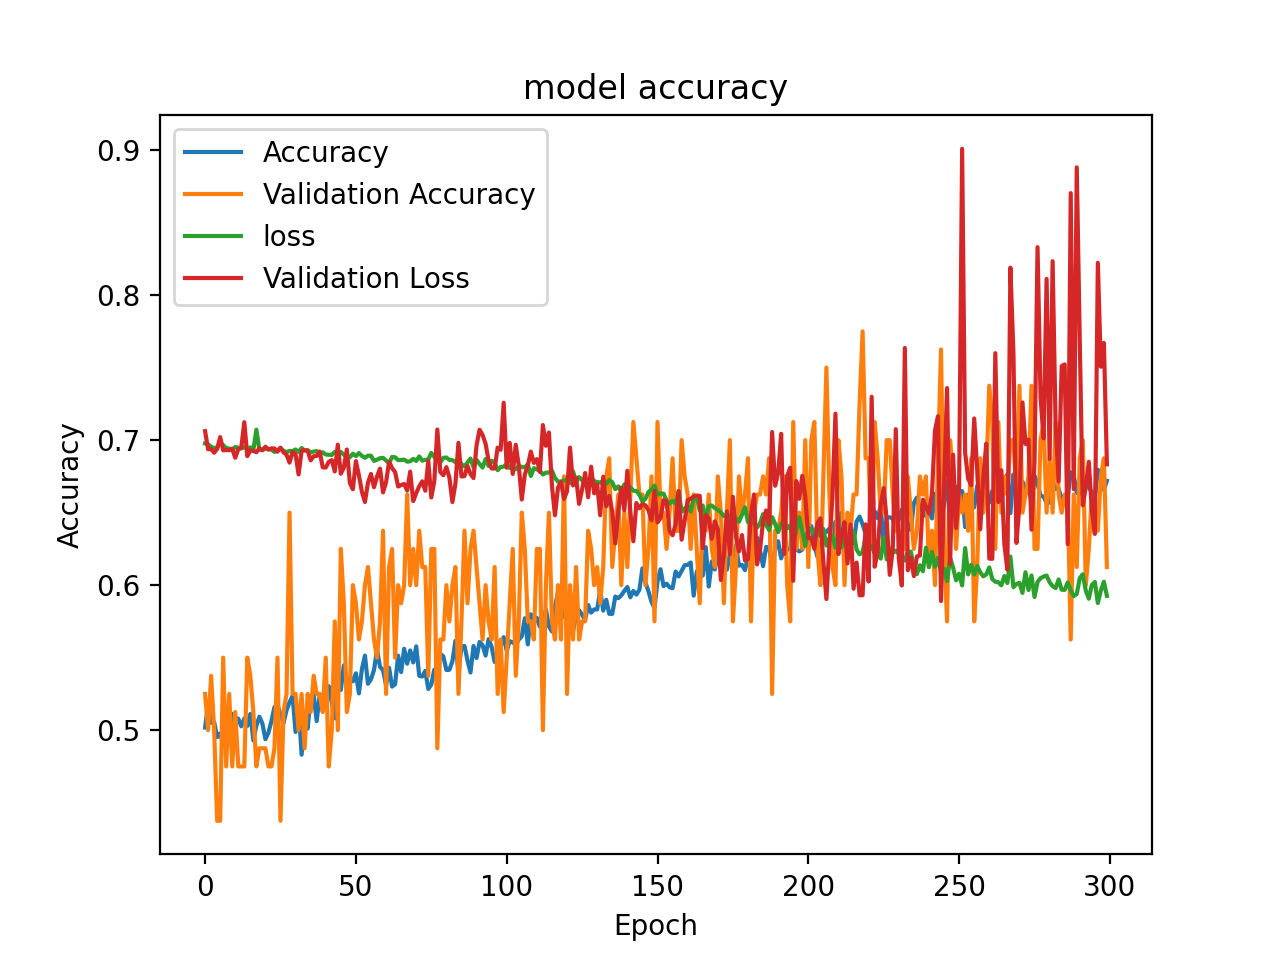 model accuracy
Accuracy
Validation Accuracy
loss
Validation Loss
0.9
0.8
0.7
0.6
0.5
Accuracy
0 50 100 150 200 250 300
Epoch